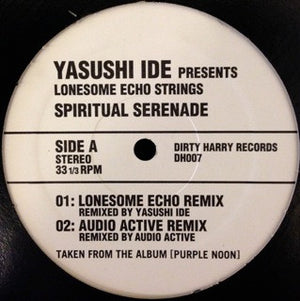 YASUSHI IDE PRESENTS
LONESOME ECHO STRINGS
SPIRITUAL SERENADE
SIDE A
STEREO
33 1/3 RPM
DIRTY HARRY RECORDS
DH007
01: LONESOME ECHO REMIX
REMIXED BY YASUSHI IDE
02: AUDIO ACTIVE REMIX
REMIXED BY AUDIO ACTIVE
TAKEN FROM THE ALBUM [PURPLE NOON]